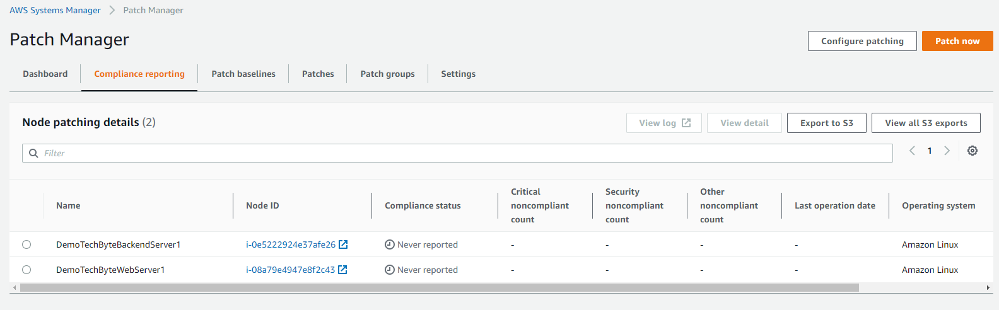 AWS Systems Manager > Patch Manager
Patch Manager
Configure patching
Patch now
Dashboard
Compliance reporting
Patch baselines
Patches
Patch groups
Settings
Node patching details (2)
View log
View detail
Export to S3
View all S3 exports
Filter
1
Name
Node ID
Compliance status
Critical
noncompliant
count
Security
noncompliant
count
Other
noncompliant
count
Last operation date
Operating system
DemoTechByteBackendServer1 i-0e5222924e37afe26 Never reported - - - - Amazon Linux
DemoTechByteWebServer1 i-08a79e4947e8f2c43 Never reported - - - - Amazon Linux